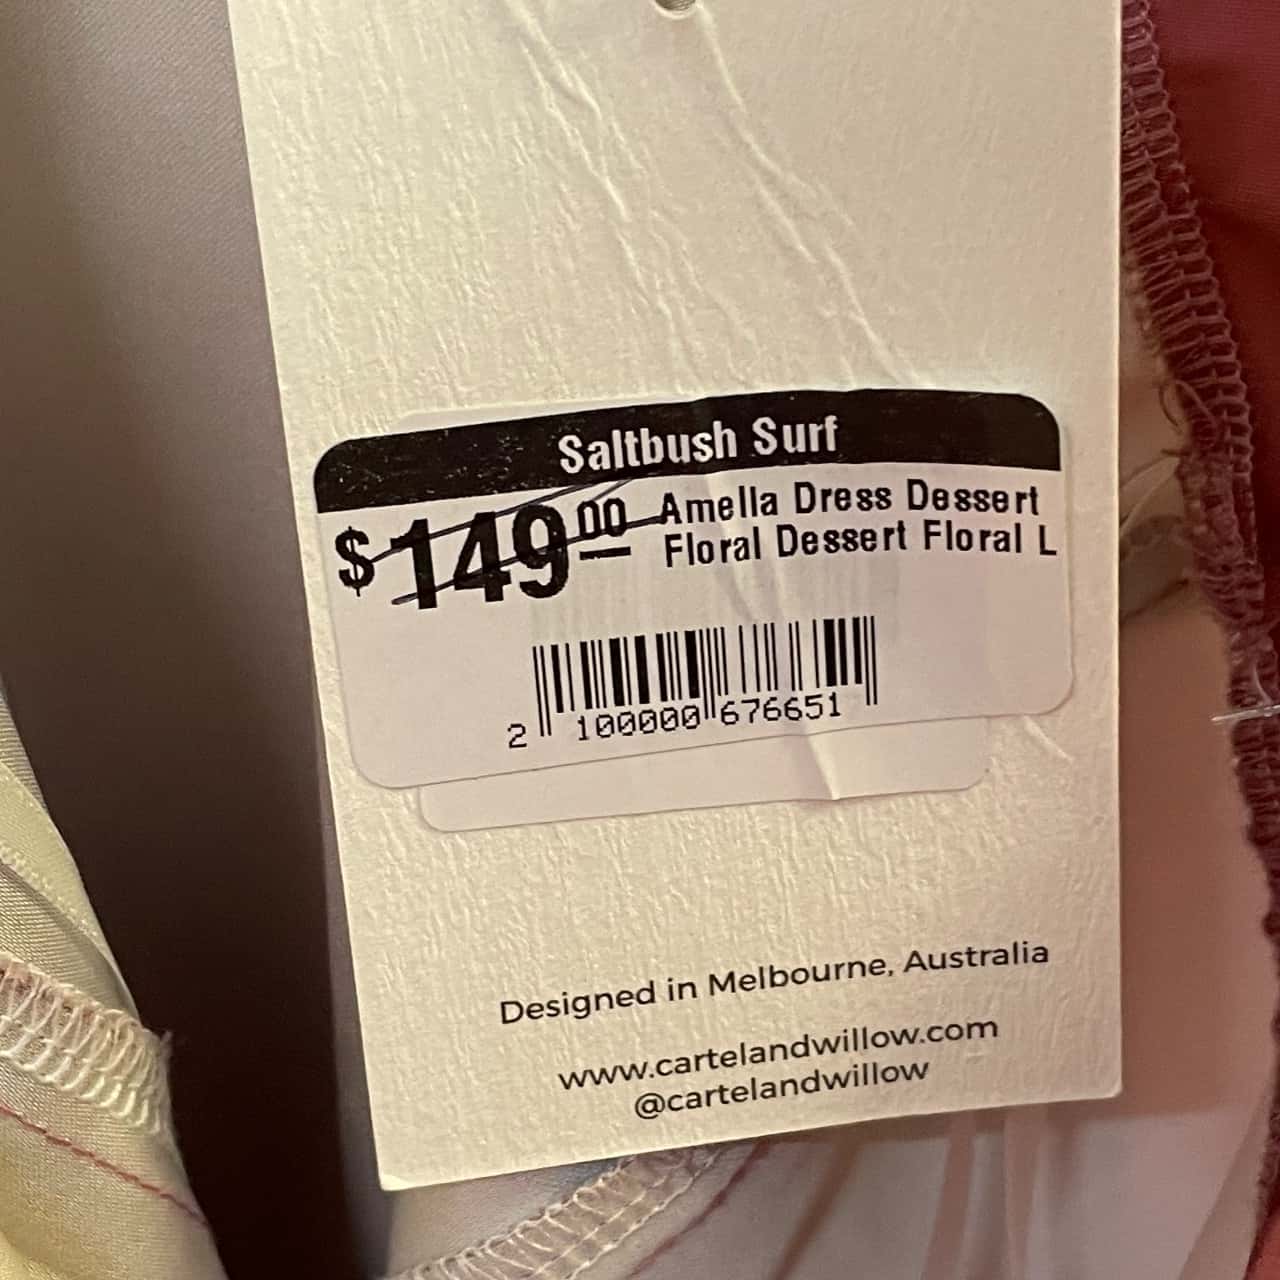 Saltbush Surf
$149.00 Amella Dress Dessert
Floral Dessert Floral L
2 100000 676651
Designed in Melbourne, Australia
www.cartelandwillow.com
@cartelandwillow